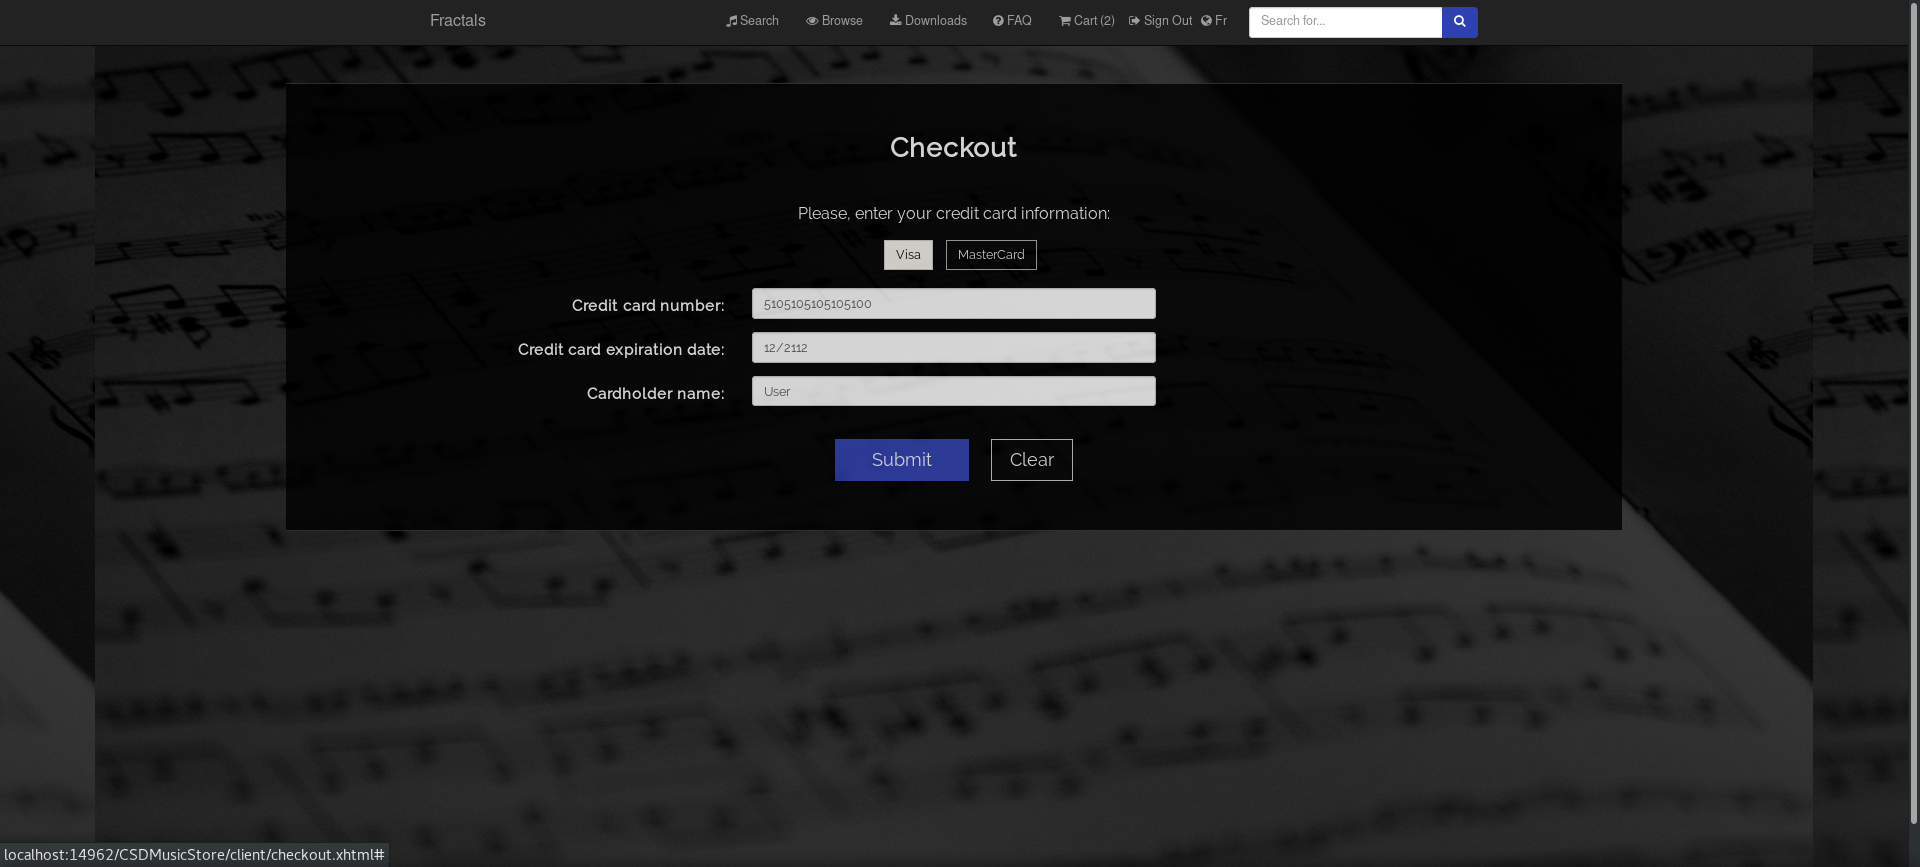 Fractals Search Browse Downloads FAQ Cart (2) Sign Out Fr Search for...
Checkout
Please, enter your credit card information:
Visa MasterCard
Credit card number: 5105105105105100
Credit card expiration date: 12/2112
Cardholder name: User
Submit Clear
localhost:14962/CSDMusicStore/client/checkout.xhtml#